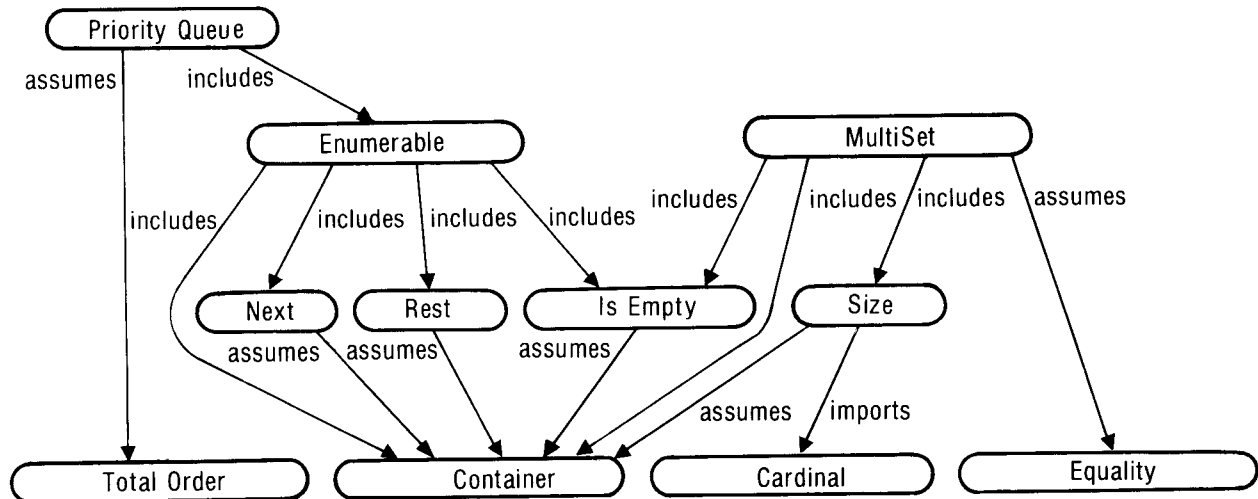 Priority Queue
assumes
includes
Enumerable
MultiSet
includes
includes
includes
includes
includes
includes
includes
assumes
Next
Rest
Is Empty
Size
assumes
assumes
assumes
assumes
imports
Total Order
Container
Cardinal
Equality